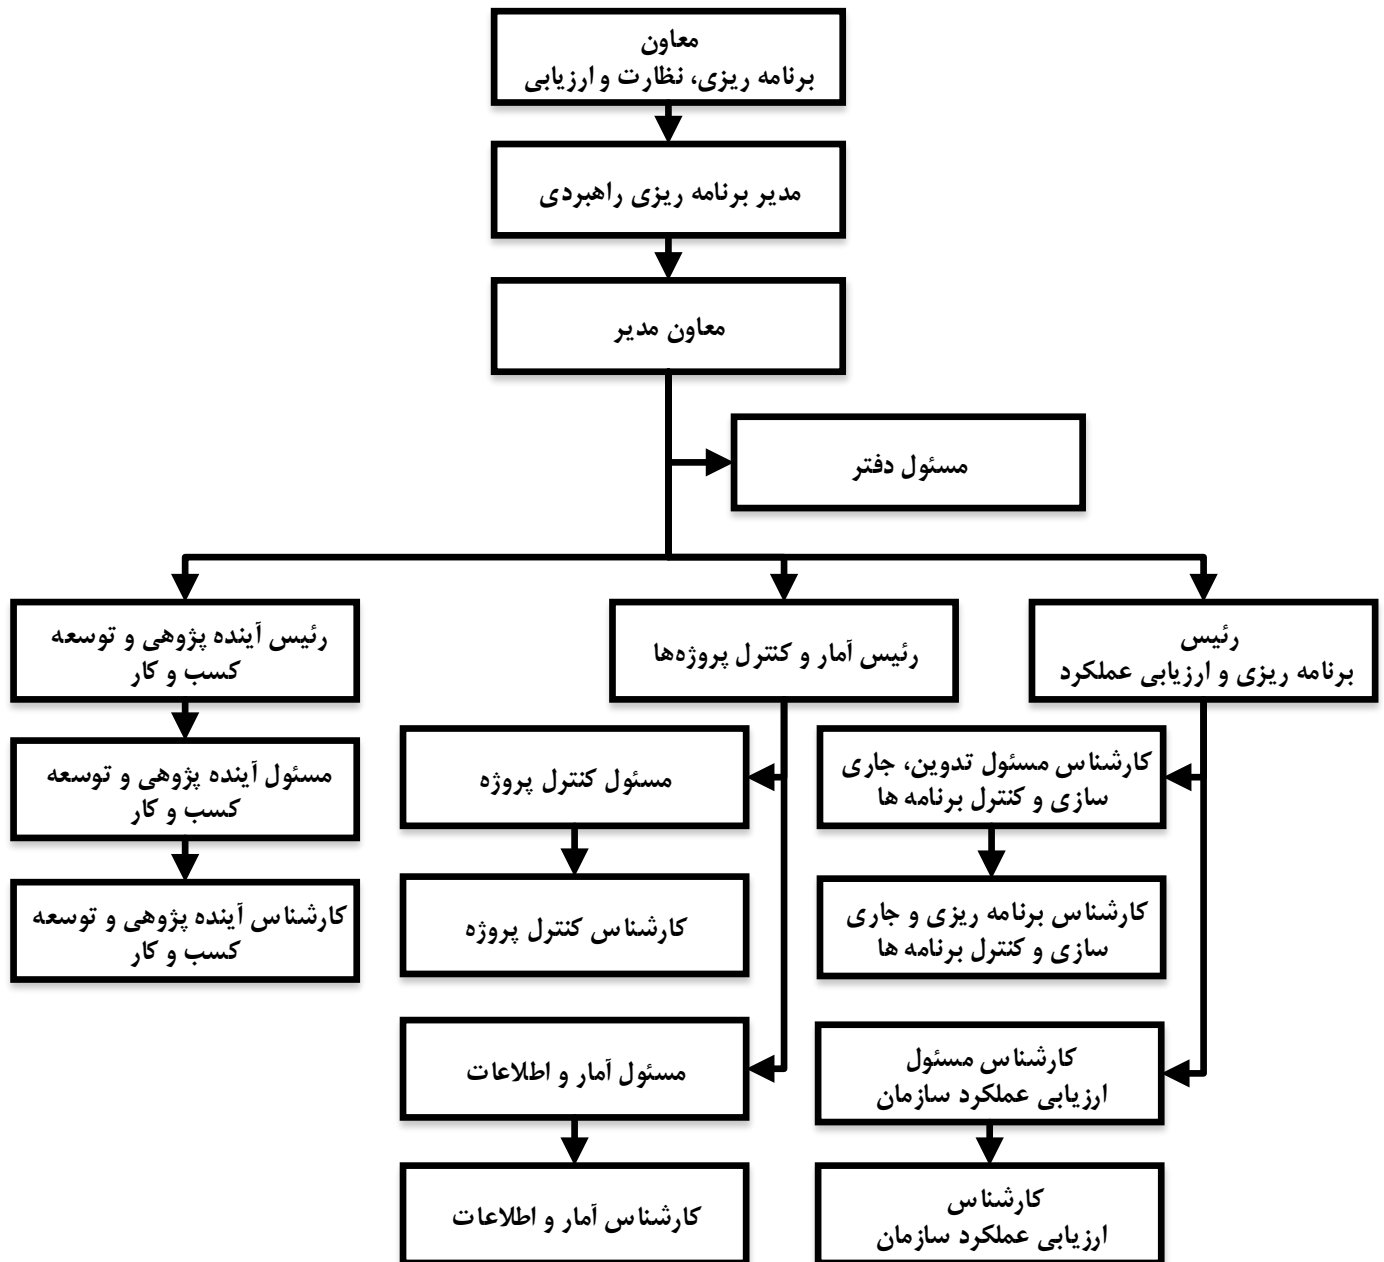 معاون
برنامه ریزی، نظارت و ارزیابی
مدیر برنامه ریزی راهبردی
معاون مدیر
مسئول دفتر
رئیس
برنامه ریزی و ارزیابی عملکرد
رئیس آمار و کنترل پروژه‌ها
رئیس آینده پژوهی و توسعه
کسب و کار
کارشناس مسئول تدوین، جاری
سازی و کنترل برنامه ها
مسئول کنترل پروژه
مسئول آینده پژوهی و توسعه
کسب و کار
کارشناس برنامه ریزی و جاری
سازی و کنترل برنامه ها
کارشناس کنترل پروژه
کارشناس آینده پژوهی و توسعه
کسب و کار
کارشناس مسئول
ارزیابی عملکرد سازمان
مسئول آمار و اطلاعات
کارشناس
ارزیابی عملکرد سازمان
کارشناس آمار و اطلاعات